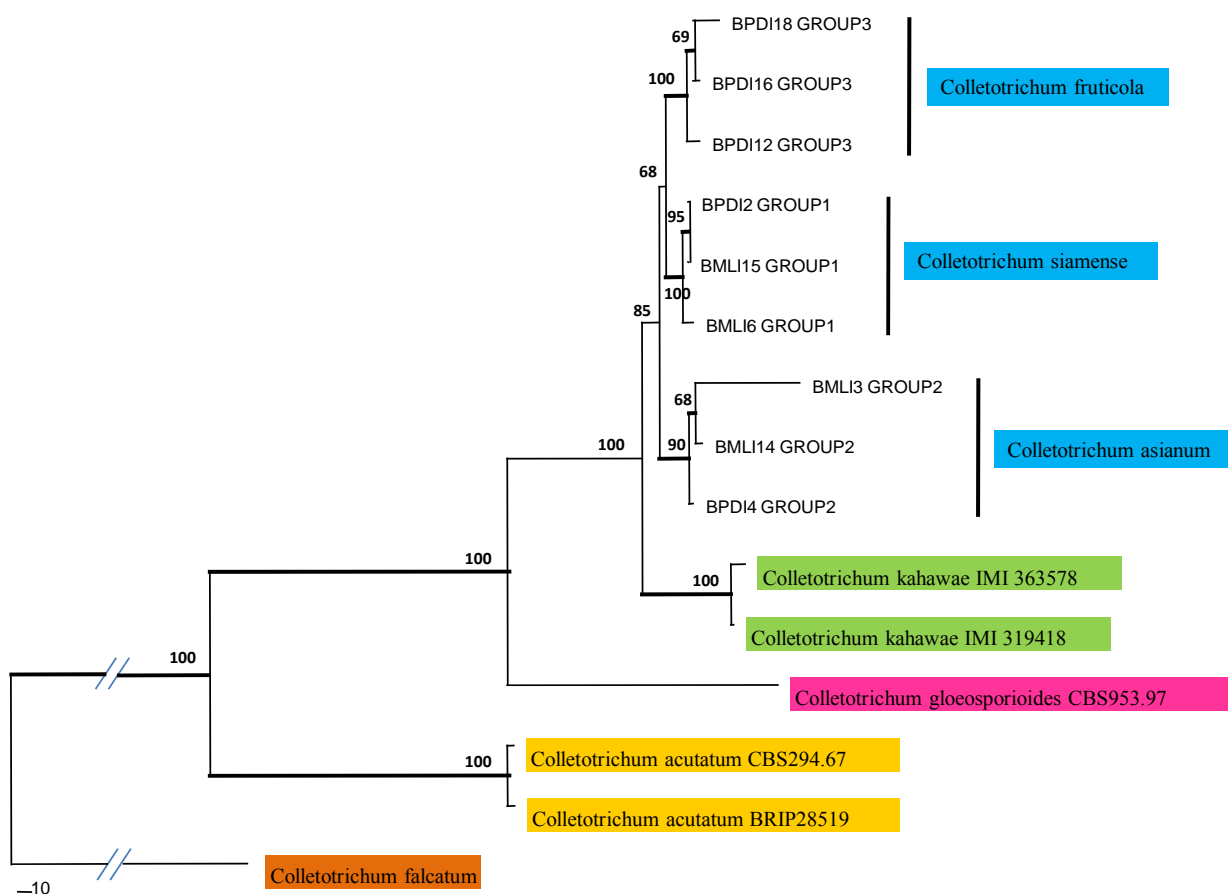 BPDI18 GROUP3
69
100
BPDI16 GROUP3
Colletotrichum fruticola
BPDI12 GROUP3
68
BPDI2 GROUP1
95
BMLI15 GROUP1
Colletotrichum siamense
100
BMLI6 GROUP1
85
BMLI3 GROUP2
68
100
90
BMLI14 GROUP2
Colletotrichum asianum
BPDI4 GROUP2
100
Colletotrichum kahawae IMI 363578
100
Colletotrichum kahawae IMI 319418
100
Colletotrichum gloeosporioides CBS953.97
Colletotrichum acutatum CBS294.67
100
Colletotrichum acutatum BRIP28519
Colletotrichum falcatum
10